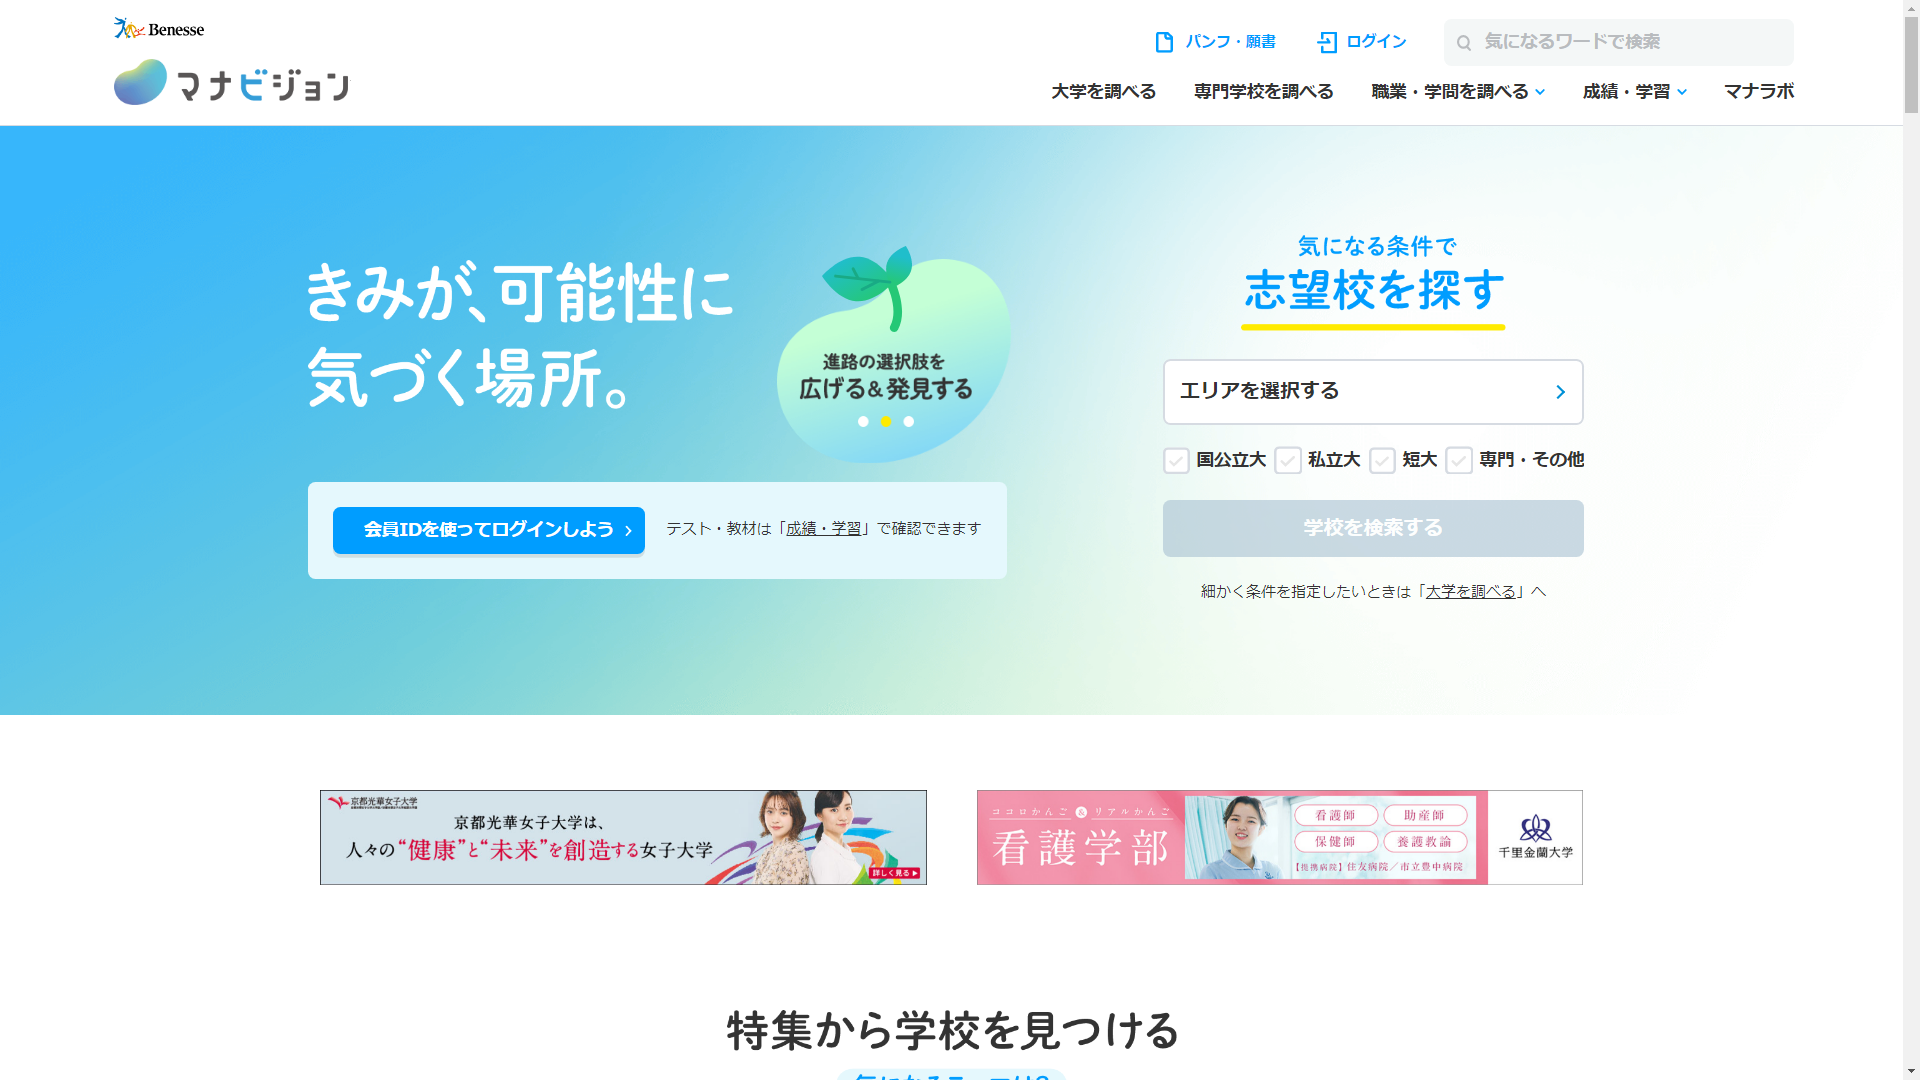 Benesse
マナビジョン
パンフ・願書
ログイン
気になるワードで検索
大学を調べる
専門学校を調べる
職業・学問を調べる
成績・学習
マナラボ
きみが、可能性に
気づく場所。
進路の選択肢を
広げる&発見する
会員IDを使ってログインしよう
テスト・教材は「成績・学習」で確認できます
気になる条件で
志望校を探す
エリアを選択する
国公立大
私立大
短大
専門・その他
学校を検索する
細かく条件を指定したいときは「大学を調べる」へ
京都光華女子大学
京都光華女子大学は、
人々の“健康”と“未来”を創造する女子大学
詳しく見る
ココロかんご&リアルかんご
看護学部
看護師
助産師
保健師
養護教諭
【提携病院】住友病院／市立豊中病院
千里金蘭大学
特集から学校を見つける